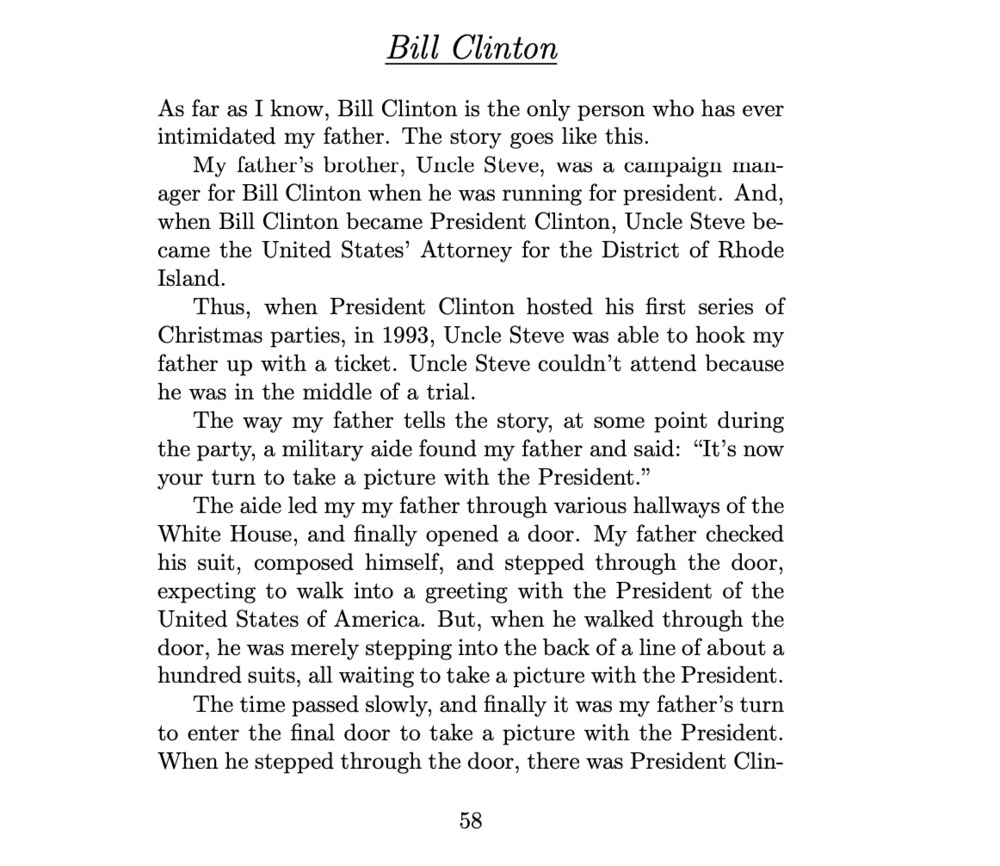 Bill Clinton
As far as I know, Bill Clinton is the only person who has ever
intimidated my father. The story goes like this.
My father’s brother, Uncle Steve, was a campaign man-
ager for Bill Clinton when he was running for president. And,
when Bill Clinton became President Clinton, Uncle Steve be-
came the United States’ Attorney for the District of Rhode
Island.
Thus, when President Clinton hosted his first series of
Christmas parties, in 1993, Uncle Steve was able to hook my
father up with a ticket. Uncle Steve couldn’t attend because
he was in the middle of a trial.
The way my father tells the story, at some point during
the party, a military aide found my father and said: “It’s now
your turn to take a picture with the President.”
The aide led my my father through various hallways of the
White House, and finally opened a door. My father checked
his suit, composed himself, and stepped through the door,
expecting to walk into a greeting with the President of the
United States of America. But, when he walked through the
door, he was merely stepping into the back of a line of about a
hundred suits, all waiting to take a picture with the President.
The time passed slowly, and finally it was my father’s turn
to enter the final door to take a picture with the President.
When he stepped through the door, there was President Clin-
58